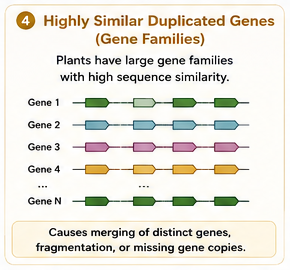 4 Highly Similar Duplicated Genes
(Gene Families)
Plants have large gene families
with high sequence similarity.
Gene 1
Gene 2
Gene 3
Gene 4
... ...
Gene N
Causes merging of distinct genes,
fragmentation, or missing gene copies.